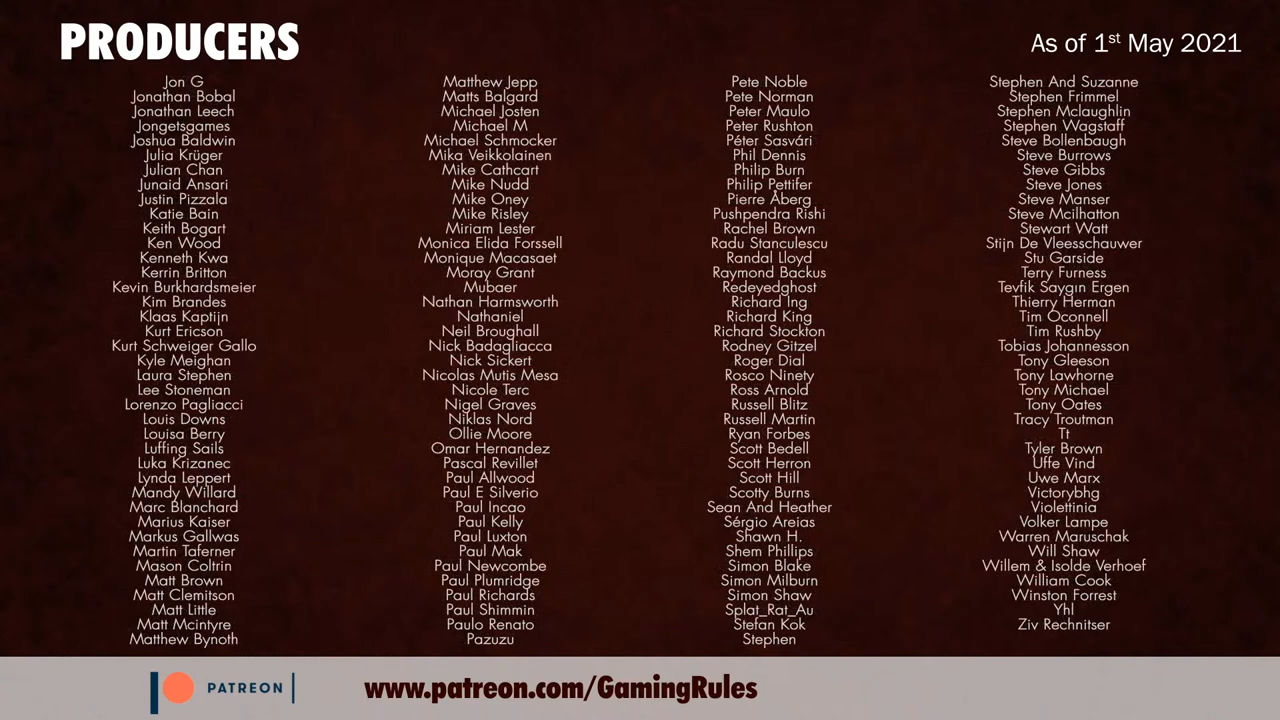 PRODUCERS
As of 1st May 2021
Jon G
Jonathan Bobal
Jonathan Leech
Jongetsgames
Joshua Baldwin
Julia Krüger
Julian Chan
Junaid Ansari
Justin Pizzala
Katie Bain
Keith Bogart
Ken Wood
Kenneth Kwa
Kerrin Britton
Kevin Burkhardsmeier
Kim Brandes
Klaas Kaptijn
Kurt Ericson
Kurt Schweiger Gallo
Kyle Meighan
Laura Stephen
Lee Stoneman
Lorenzo Pagliacci
Louis Downs
Louisa Berry
Luffing Sails
Luka Krizanec
Lynda Leppert
Mandy Willard
Marc Blanchard
Marius Kaiser
Markus Gallwas
Martin Taferner
Mason Coltrin
Matt Brown
Matt Clemitson
Matt Little
Matt Mcintyre
Matthew Bynoth
Matthew Jepp
Matts Balgard
Michael Josten
Michael M
Michael Schmocker
Mika Veikkolainen
Mike Cathcart
Mike Nudd
Mike Oney
Mike Risley
Miriam Lester
Monica Elida Forssell
Monique Macasaet
Moray Grant
Mubaer
Nathan Harmsworth
Nathaniel
Neil Broughall
Nick Badagliacca
Nick Sickert
Nicolas Mutis Mesa
Nicole Terc
Nigel Graves
Niklas Nord
Ollie Moore
Omar Hernandez
Pascal Revillet
Paul Allwood
Paul E Silverio
Paul Incao
Paul Kelly
Paul Luxton
Paul Mak
Paul Newcombe
Paul Plumridge
Paul Richards
Paul Shimmin
Paulo Renato
Pazuzu
Pete Noble
Pete Norman
Peter Maulo
Peter Rushton
Péter Sasvári
Phil Dennis
Philip Burn
Philip Pettifer
Pierre Åberg
Pushpendra Rishi
Rachel Brown
Radu Stanculescu
Randal Lloyd
Raymond Backus
Redeyedghost
Richard Ing
Richard King
Richard Stockton
Rodney Gitzel
Roger Dial
Rosco Ninety
Ross Arnold
Russell Blitz
Russell Martin
Ryan Forbes
Scott Bedell
Scott Herron
Scott Hill
Scotty Burns
Sean And Heather
Sérgio Areias
Shawn H.
Shem Phillips
Simon Blake
Simon Milburn
Simon Shaw
Splat_Rat_Au
Stefan Kok
Stephen
Stephen And Suzanne
Stephen Frimmel
Stephen Mclaughlin
Stephen Wagstaff
Steve Bollenbaugh
Steve Burrows
Steve Gibbs
Steve Jones
Steve Manser
Steve Mcilhatton
Stewart Watt
Stijn De Vleesschauwer
Stu Garside
Terry Furness
Tevfik Saygın Ergen
Thierry Herman
Tim Oconnell
Tim Rushby
Tobias Johannesson
Tony Gleeson
Tony Lawhorne
Tony Michael
Tony Oates
Tracy Troutman
Tt
Tyler Brown
Uffe Vind
Uwe Marx
Victorybhg
Violettinia
Volker Lampe
Warren Maruschak
Will Shaw
Willem & Isolde Verhoef
William Cook
Winston Forrest
Yhl
Ziv Rechnitser
PATREON
www.patreon.com/GamingRules